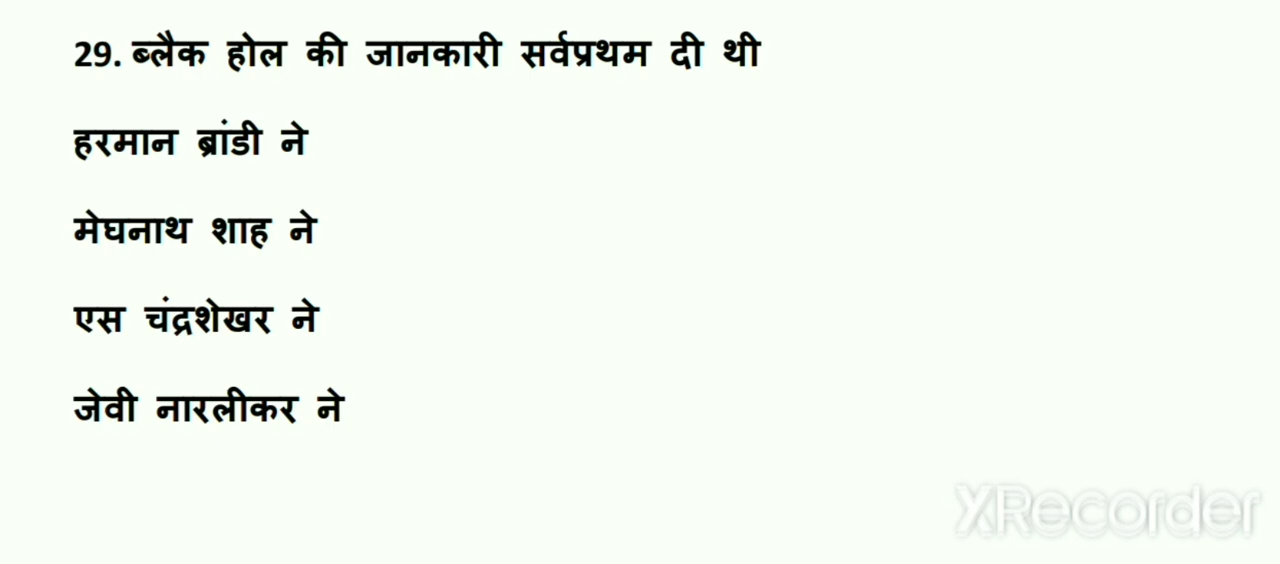 29. ब्लैक होल की जानकारी सर्वप्रथम दी थी
हरमान ब्रांडी ने
मेघनाथ शाह ने
एस चंद्रशेखर ने
जेवी नारलीकर ने
XRecorder